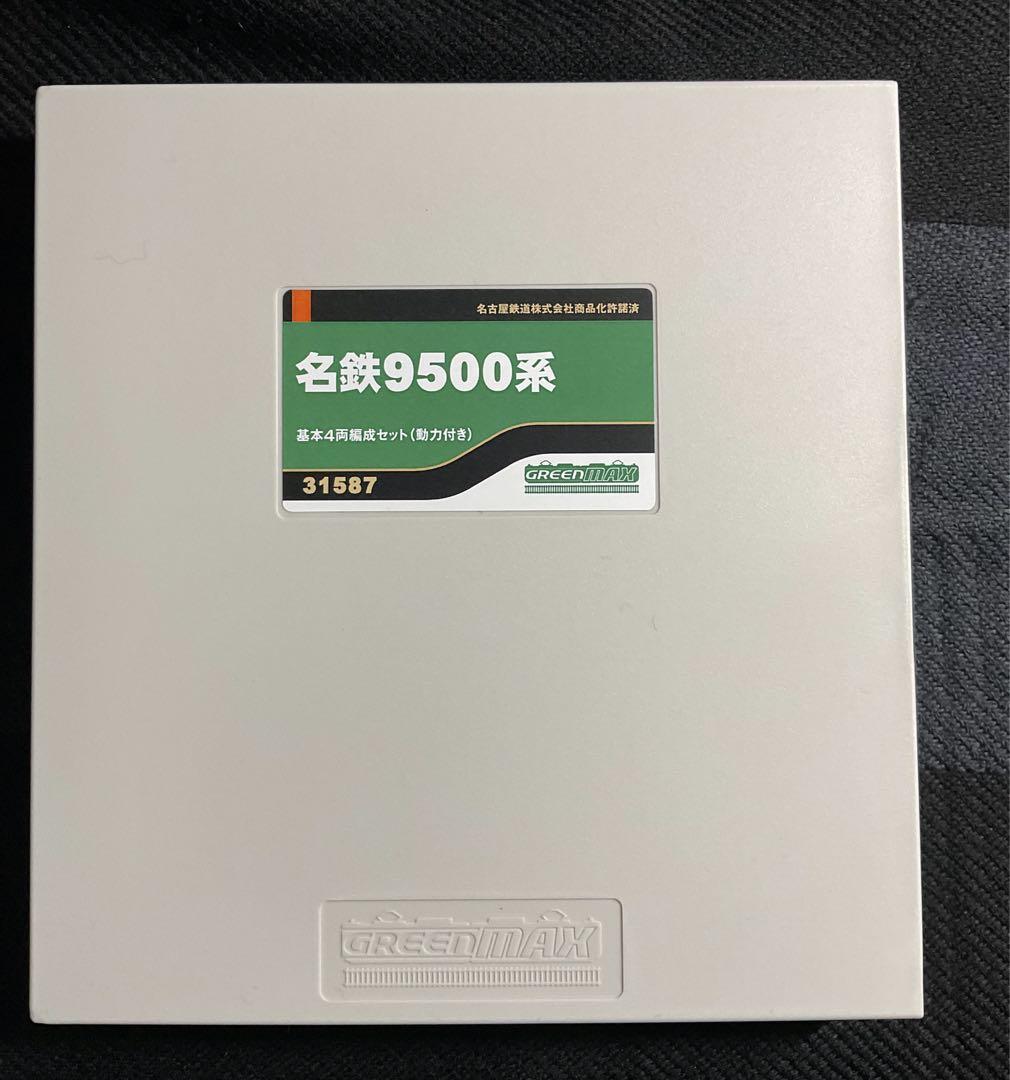 名古屋鉄道株式会社商品化許諾済
名鉄9500系
基本4両編成セット(動力付き)
31587
GREENMAX
GREENMAX